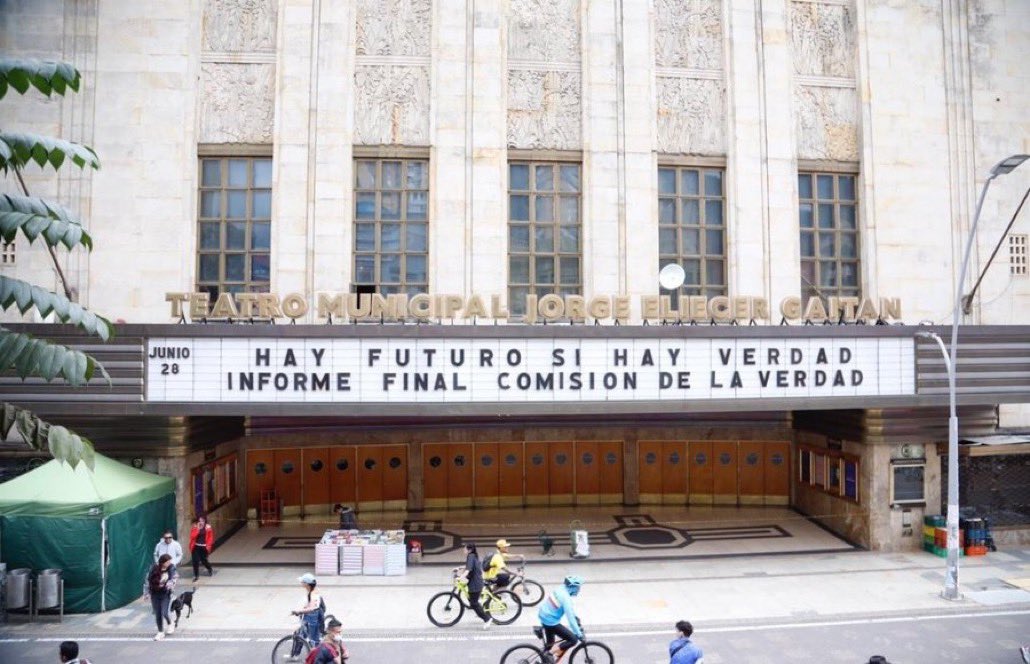 TEATRO MUNICIPAL JORGE ELIECER GAITAN
JUNIO
28
HAY FUTURO SI HAY VERDAD
INFORME FINAL COMISION DE LA VERDAD